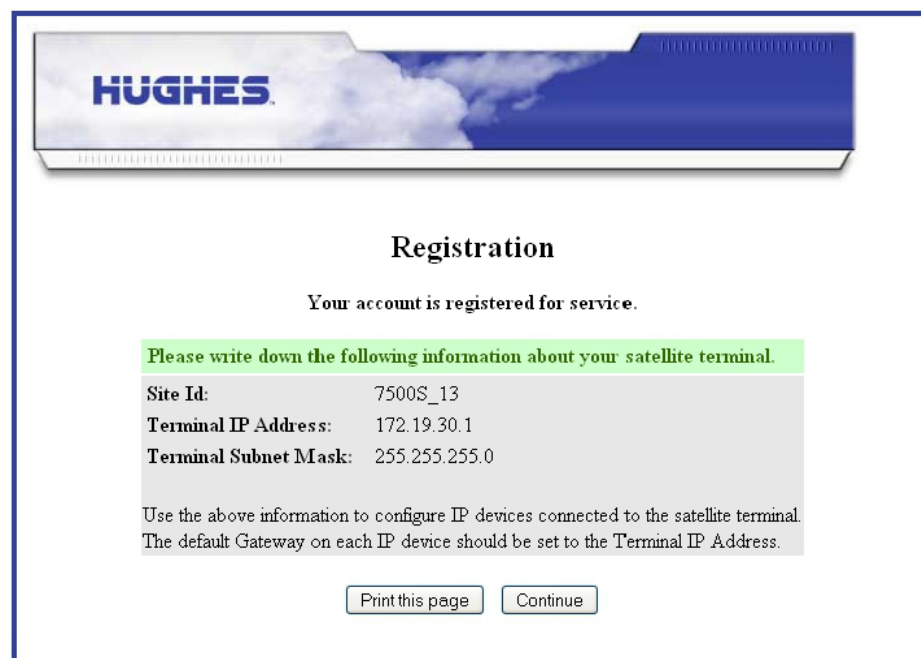 HUGHES
Registration
Your account is registered for service.
Please write down the following information about your satellite terminal.
Site Id: 7500S_13
Terminal IP Address: 172.19.30.1
Terminal Subnet Mask: 255.255.255.0
Use the above information to configure IP devices connected to the satellite terminal.
The default Gateway on each IP device should be set to the Terminal IP Address.
Print this page Continue